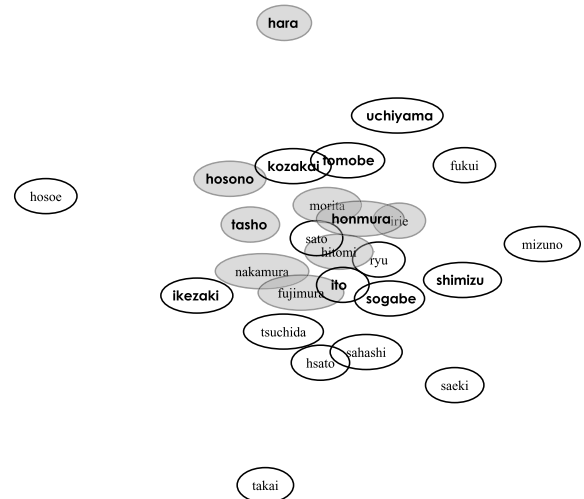 hara
uchiyama
tomobe
kozakai
fukui
hosono
hosoe
morita
honmura
irie
tasho
sato
mizuno
hitomi
ryu
nakamura
shimizu
ito
fujimura
ikezaki
sogabe
tsuchida
sahashi
hsato
saeki
takai